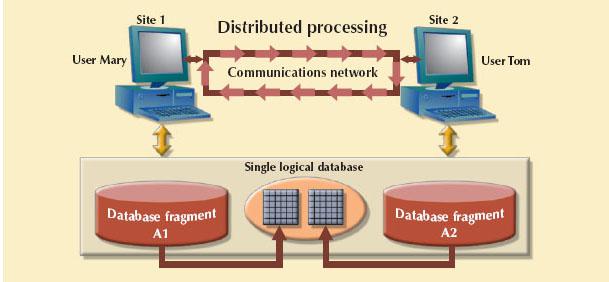 Site 1
Distributed processing
Site 2
User Mary
Communications network
User Tom
Single logical database
Database fragment
A1
Database fragment
A2